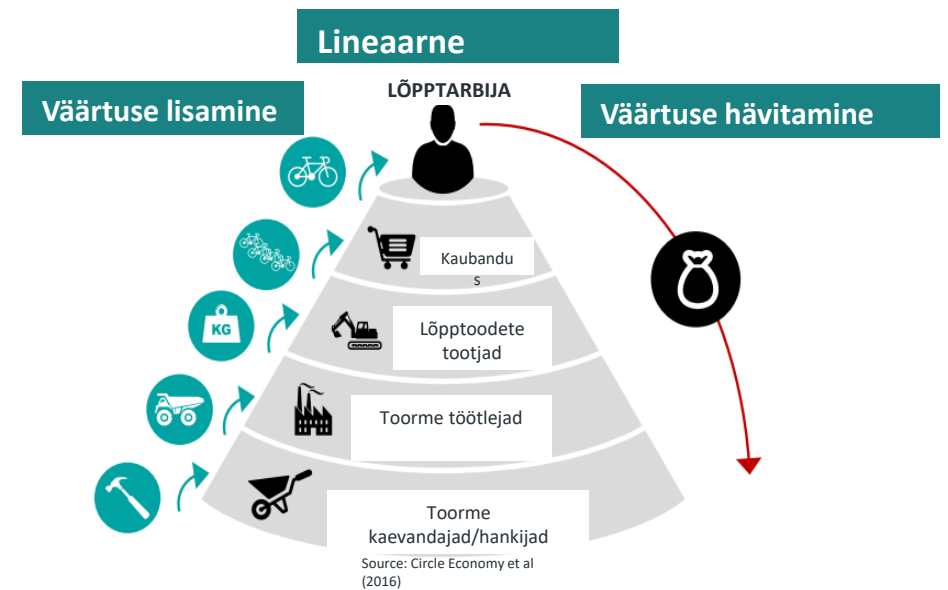 Lineaarne
Väärtuse lisamine
LÕPPTARBIJA
Väärtuse hävitamine
Kaubandu
s
KG
Lõpptoodete
tootjad
Toorme töötlejad
Toorme
kaevandajad/hankijad
Source: Circle Economy et al
(2016)